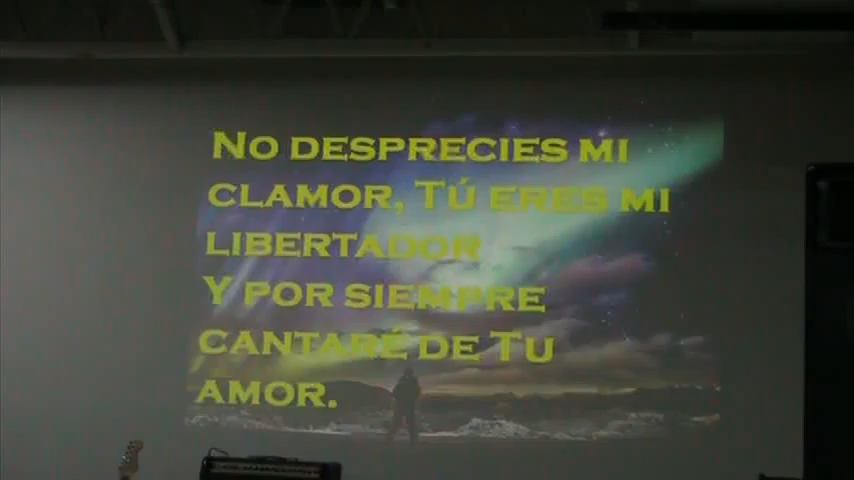 No desprecies mi
clamor, Tú eres mi
libertador
Y por siempre
cantaré de Tu
amor.